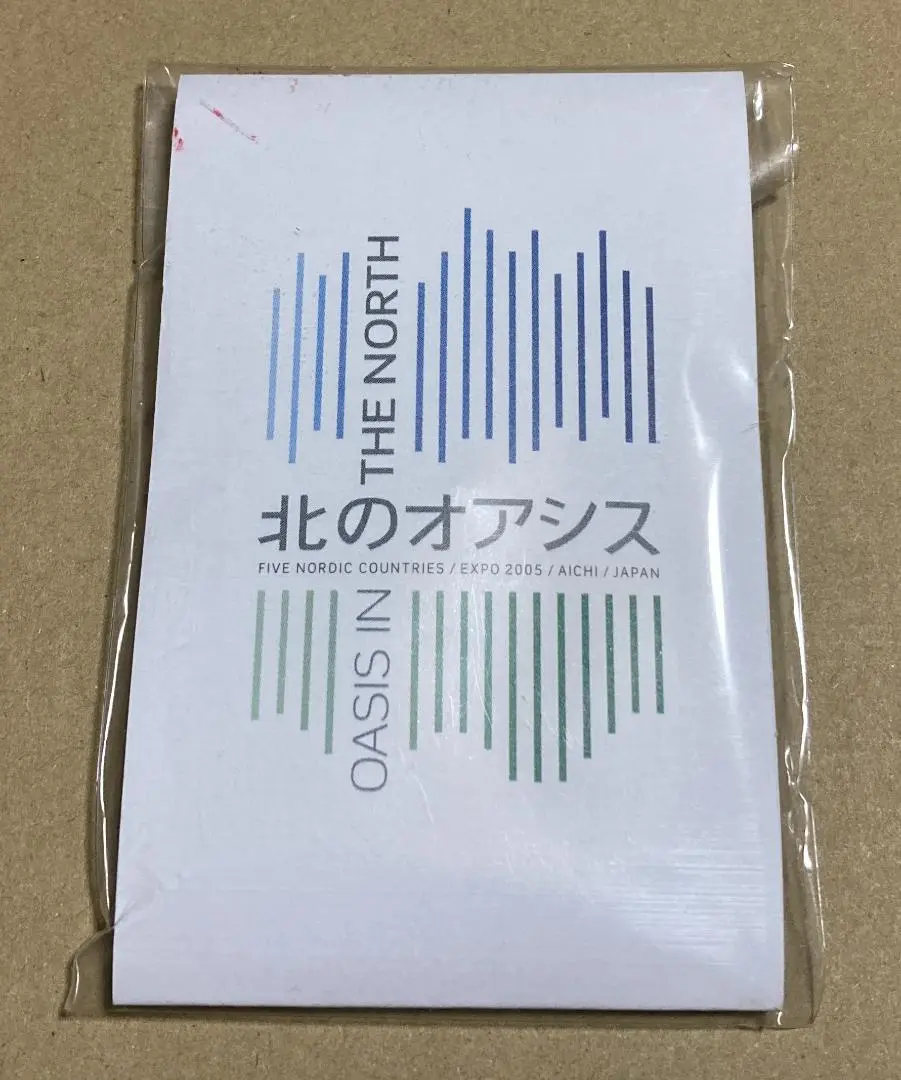 OASIS IN THE NORTH
北のオアシス
FIVE NORDIC COUNTRIES / EXPO 2005 / AICHI / JAPAN